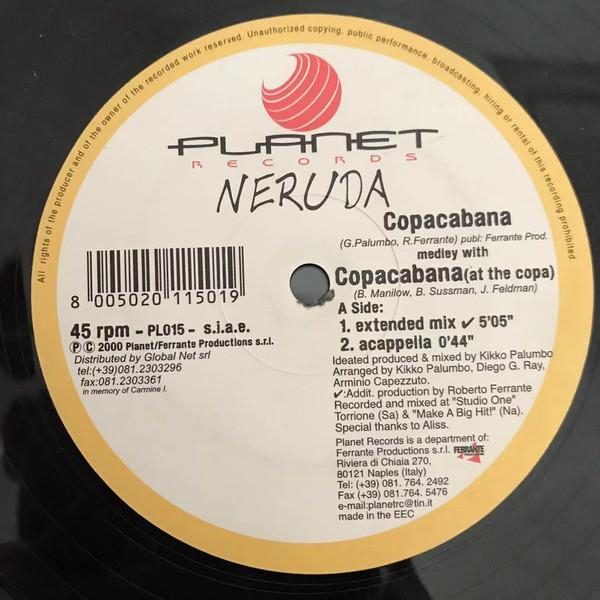 All rights of the producer and of the owner of the recorded work reserved. Unauthorized copying, public performance, broadcasting, hiring or rental of this recording prohibited.
PLANET
RECORDS
NERUDA
Copacabana
(G.Palumbo, R.Ferrante) publ: Ferrante Prod.
medley with
Copacabana(at the copa)
(B. Manilow, B. Sussman, J. Feldman)
A Side:
1. extended mix ✔ 5'05"
2. acappella 0'44"
Ideated produced & mixed by Kikko Palumbo
Arranged by Kikko Palumbo, Diego G. Ray,
Arminio Capezzuto.
✔:Addit. production by Roberto Ferrante
Recorded and mixed at "Studio One"
Torrione (Sa) & "Make A Big Hit!" (Na).
Special thanks to Aliss.
Planet Records is a department of:
Ferrante Productions s.r.l.
FERRANTE
Riviera di Chiaia 270,
80121 Naples (Italy)
Tel: (+39) 081. 764. 2492
Fax (+39) 081.764. 5476
e-mail:planetrc@tin.it
made in the EEC
8 005020 115019
45 rpm - PL015 - s.i.a.e.
℗ © 2000 Planet/Ferrante Productions s.r.l.
Distributed by Global Net srl
tel:(+39)081.2303296
fax:081.2303361
in memory of Carmine I.